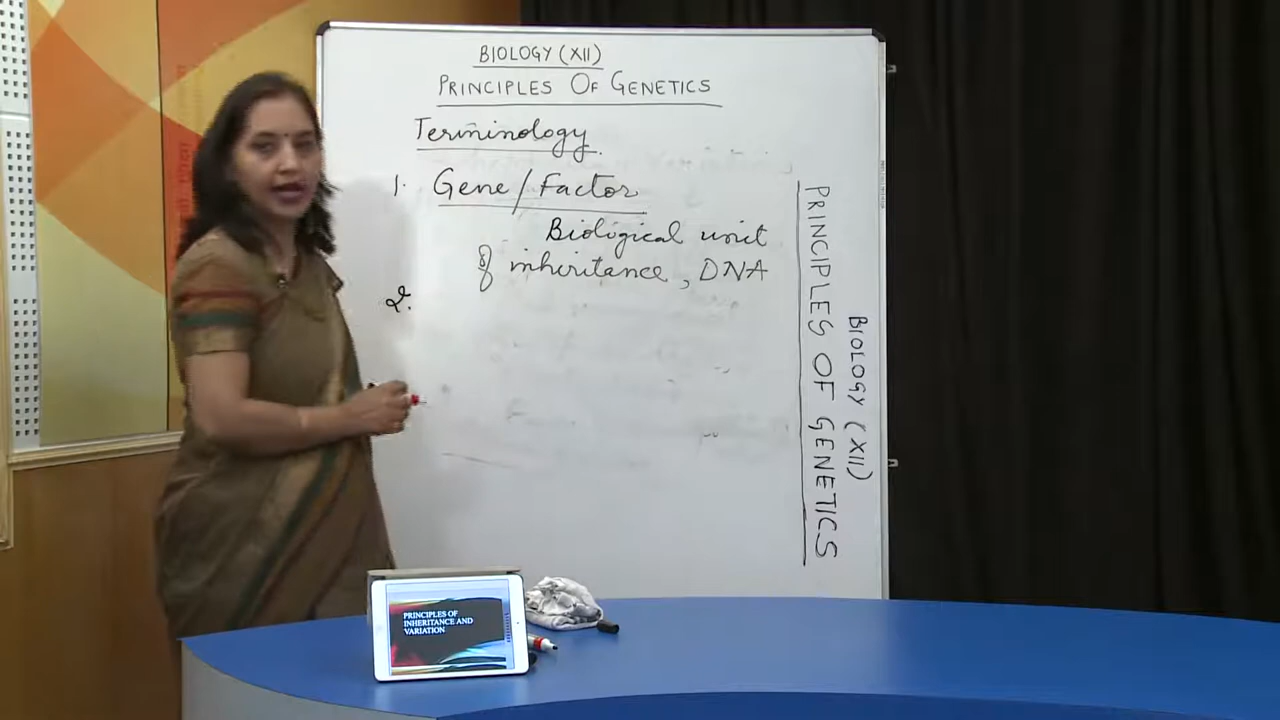 BIOLOGY (XII)
PRINCIPLES OF GENETICS
Terminology
1. Gene/Factor
Biological unit
of inheritance, DNA
2.
BIOLOGY (XII)
PRINCIPLES OF GENETICS
PRINCIPLES OF
INHERITANCE AND
VARIATION